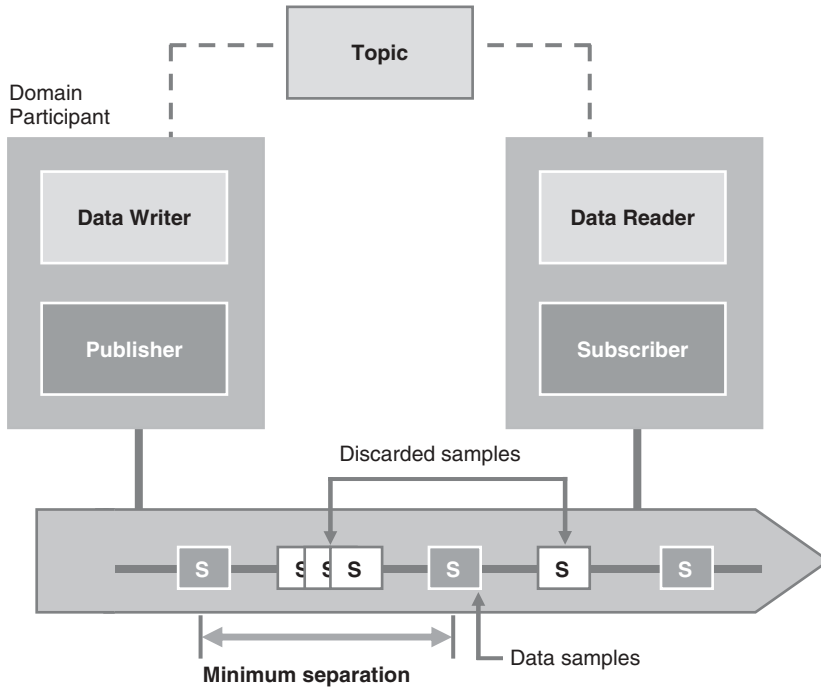 Topic
Domain
Participant
Data Writer
Data Reader
Publisher
Subscriber
Discarded samples
S S S S S S S
Minimum separation
Data samples